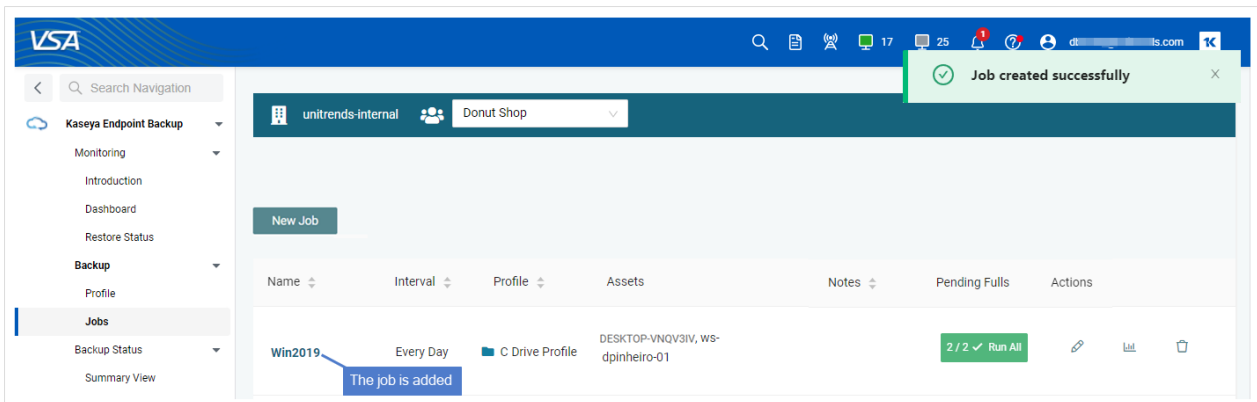 VSA
17
25
1
ls.com
Job created successfully
Search Navigation
Kaseya Endpoint Backup
Monitoring
Introduction
Dashboard
Restore Status
Backup
Profile
Jobs
Backup Status
Summary View
unitrends-internal
Donut Shop
New Job
Name Interval Profile Assets Notes Pending Fulls Actions
Win2019 Every Day C Drive Profile DESKTOP-VNQV3IV, ws-
dpinheiro-01
2 / 2 Run All
The job is added